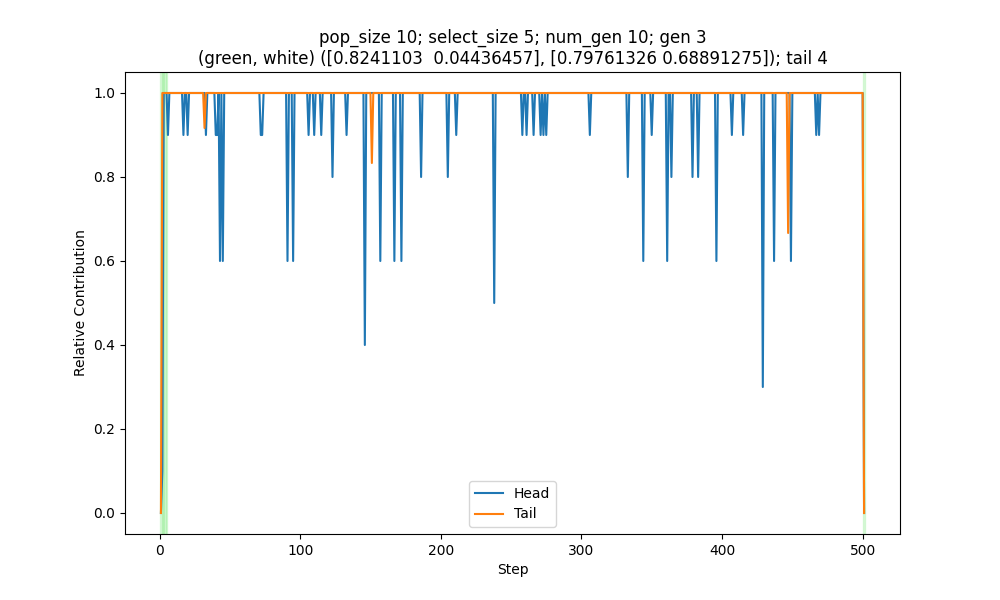 pop_size 10; select_size 5; num_gen 10; gen 3
(green, white) ([0.8241103  0.04436457], [0.79761326 0.68891275]); tail 4
1.0
0.8
0.6
0.4
0.2
0.0
Relative Contribution
Head
Tail
0 100 200 300 400 500
Step